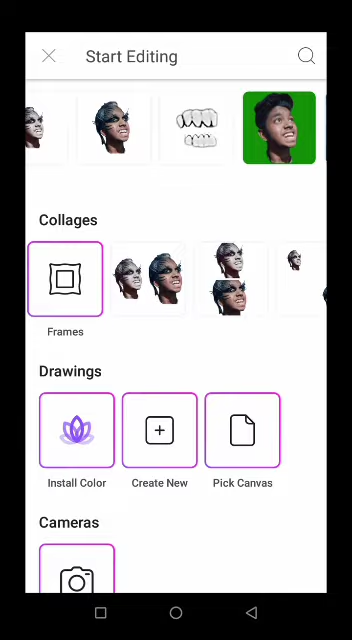 Start Editing
Collages
Frames
Drawings
Install Color
Create New
Pick Canvas
Cameras